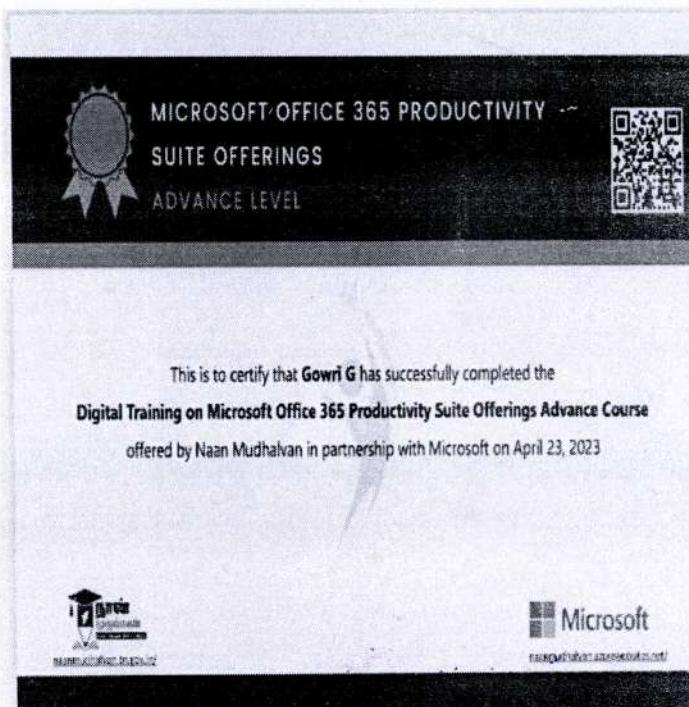 MICROSOFT OFFICE 365 PRODUCTIVITY
SUITE OFFERINGS
ADVANCE LEVEL
This is to certify that Gowri G has successfully completed the
Digital Training on Microsoft Office 365 Productivity Suite Offerings Advance Course
offered by Naan Mudhalvan in partnership with Microsoft on April 23, 2023
நான்
Microsoft